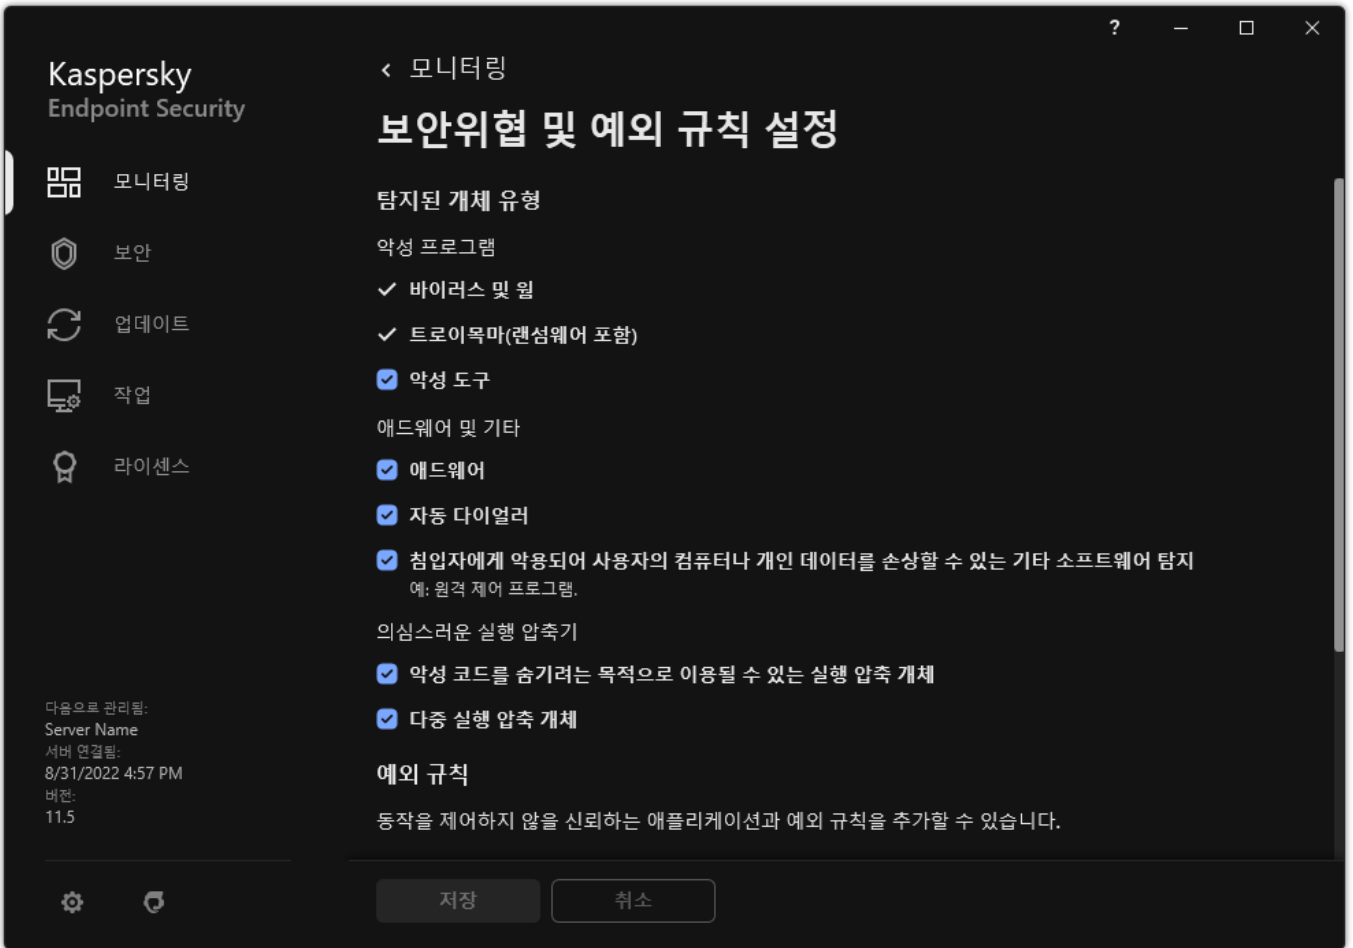 ?
Kaspersky
Endpoint Security
모니터링
보안
업데이트
작업
라이센스
다음으로 관리됨:
Server Name
서버 연결됨:
8/31/2022 4:57 PM
버전:
11.5
모니터링
보안위협 및 예외 규칙 설정
탐지된 개체 유형
악성 프로그램
바이러스 및 웜
트로이목마(랜섬웨어 포함)
악성 도구
애드웨어 및 기타
애드웨어
자동 다이얼러
침입자에게 악용되어 사용자의 컴퓨터나 개인 데이터를 손상할 수 있는 기타 소프트웨어 탐지
예: 원격 제어 프로그램.
의심스러운 실행 압축기
악성 코드를 숨기려는 목적으로 이용될 수 있는 실행 압축 개체
다중 실행 압축 개체
예외 규칙
동작을 제어하지 않을 신뢰하는 애플리케이션과 예외 규칙을 추가할 수 있습니다.
저장
취소